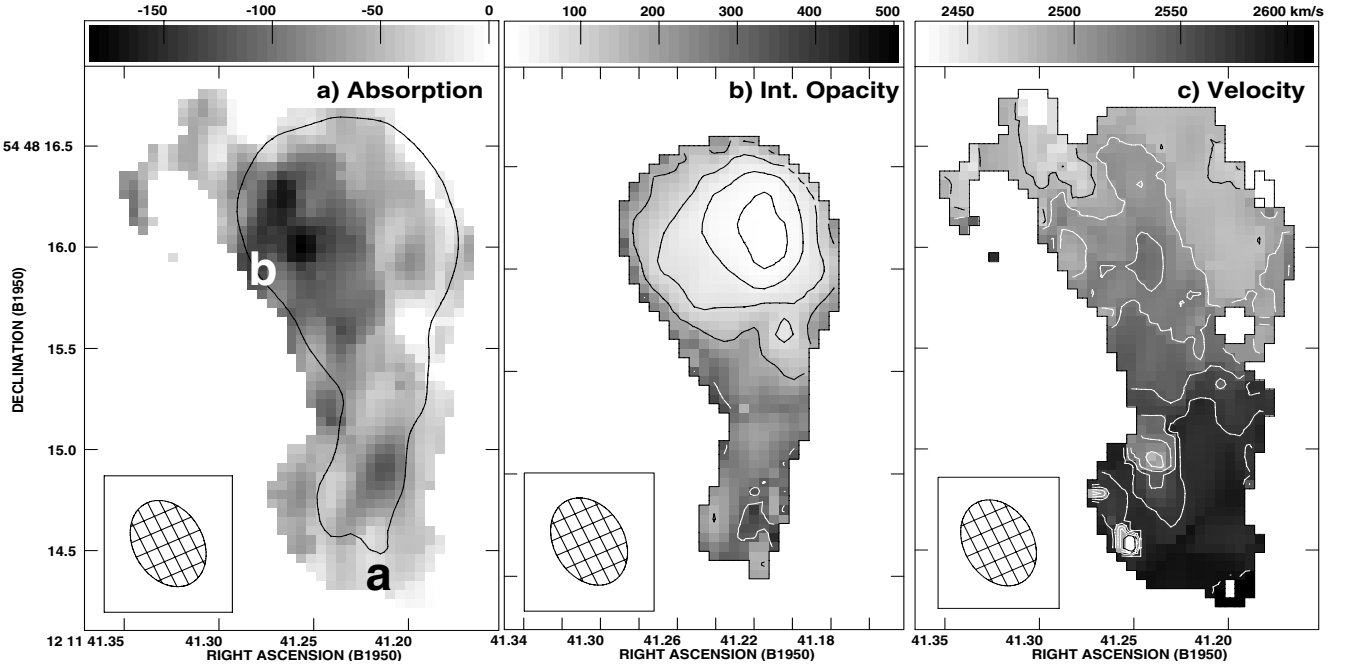 -150 -100 -50 0
100 200 300 400 500
2450 2500 2550 2600 km/s
a) Absorption
b) Int. Opacity
c) Velocity
54 48 16.5
16.0
15.5
15.0
14.5
DECLINATION (B1950)
b
a
12 11 41.35 41.30 41.25 41.20
RIGHT ASCENSION (B1950)
41.34 41.30 41.26 41.22 41.18
RIGHT ASCENSION (B1950)
41.35 41.30 41.25 41.20
RIGHT ASCENSION (B1950)